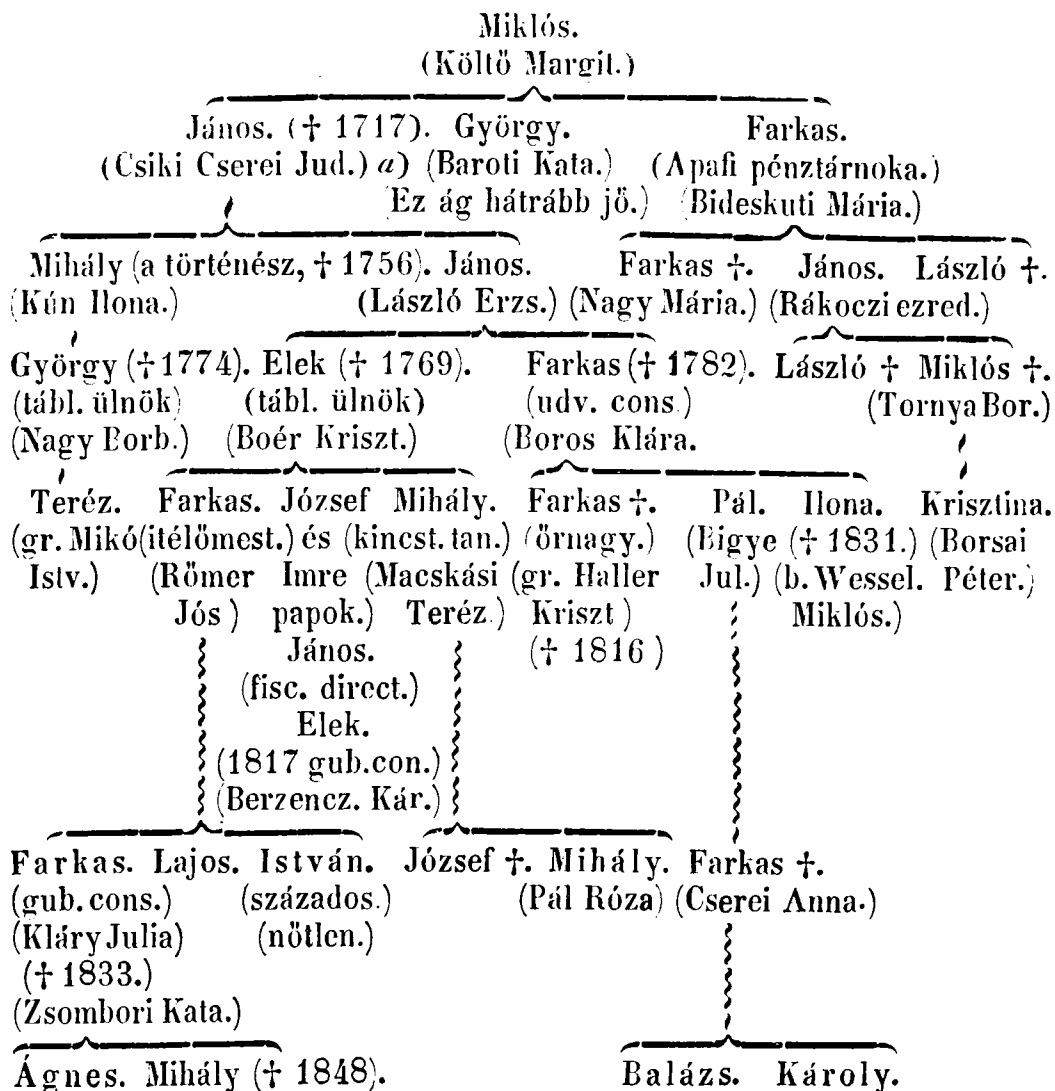 Miklós.
(Költő Margit.)
János. († 1717). György. Farkas.
(Csiki Cserei Jud.) a) (Baroti Kata.) (Apafi pénztárnoka.)
(Ez ág hátrább jő.) (Bideskuti Mária.)
Mihály (a történész, † 1756). János. Farkas †. János. László †.
(Kún Ilona.) (László Erzs.) (Nagy Mária.) (Rákoczi ezred.)
György († 1774). Elek († 1769). Farkas († 1782). László † Miklós †.
(tábl. ülnök) (tábl. ülnök) (udv. cons.) (Tornya Bor.)
(Nagy Borb.) (Boér Kriszt.) (Boros Klára.
Teréz. Farkas. József Mihály. Farkas †. Pál. Ilona. Krisztina.
(gr. Mikó (itélőmest.) és (kincst. tan.) (őrnagy.) (Bigye († 1831.) (Borsai
Istv.) (Rőmer Imre (Macskási (gr. Haller Jul.) (b. Wessel. Péter.)
Jós) papok.) Teréz.) Kriszt) Miklós.)
János. († 1816)
(fisc. direct.)
Elek.
(1817 gub. con.)
(Berzencz. Kár.)
Farkas. Lajos. István. József †. Mihály. Farkas †.
(gub. cons.) (százados.) (Pál Róza) (Cserei Anna.)
(Kláry Julia) (nőtlen.)
(† 1833.)
(Zsombori Kata.)
Ágnes. Mihály († 1848). Balázs. Károly.